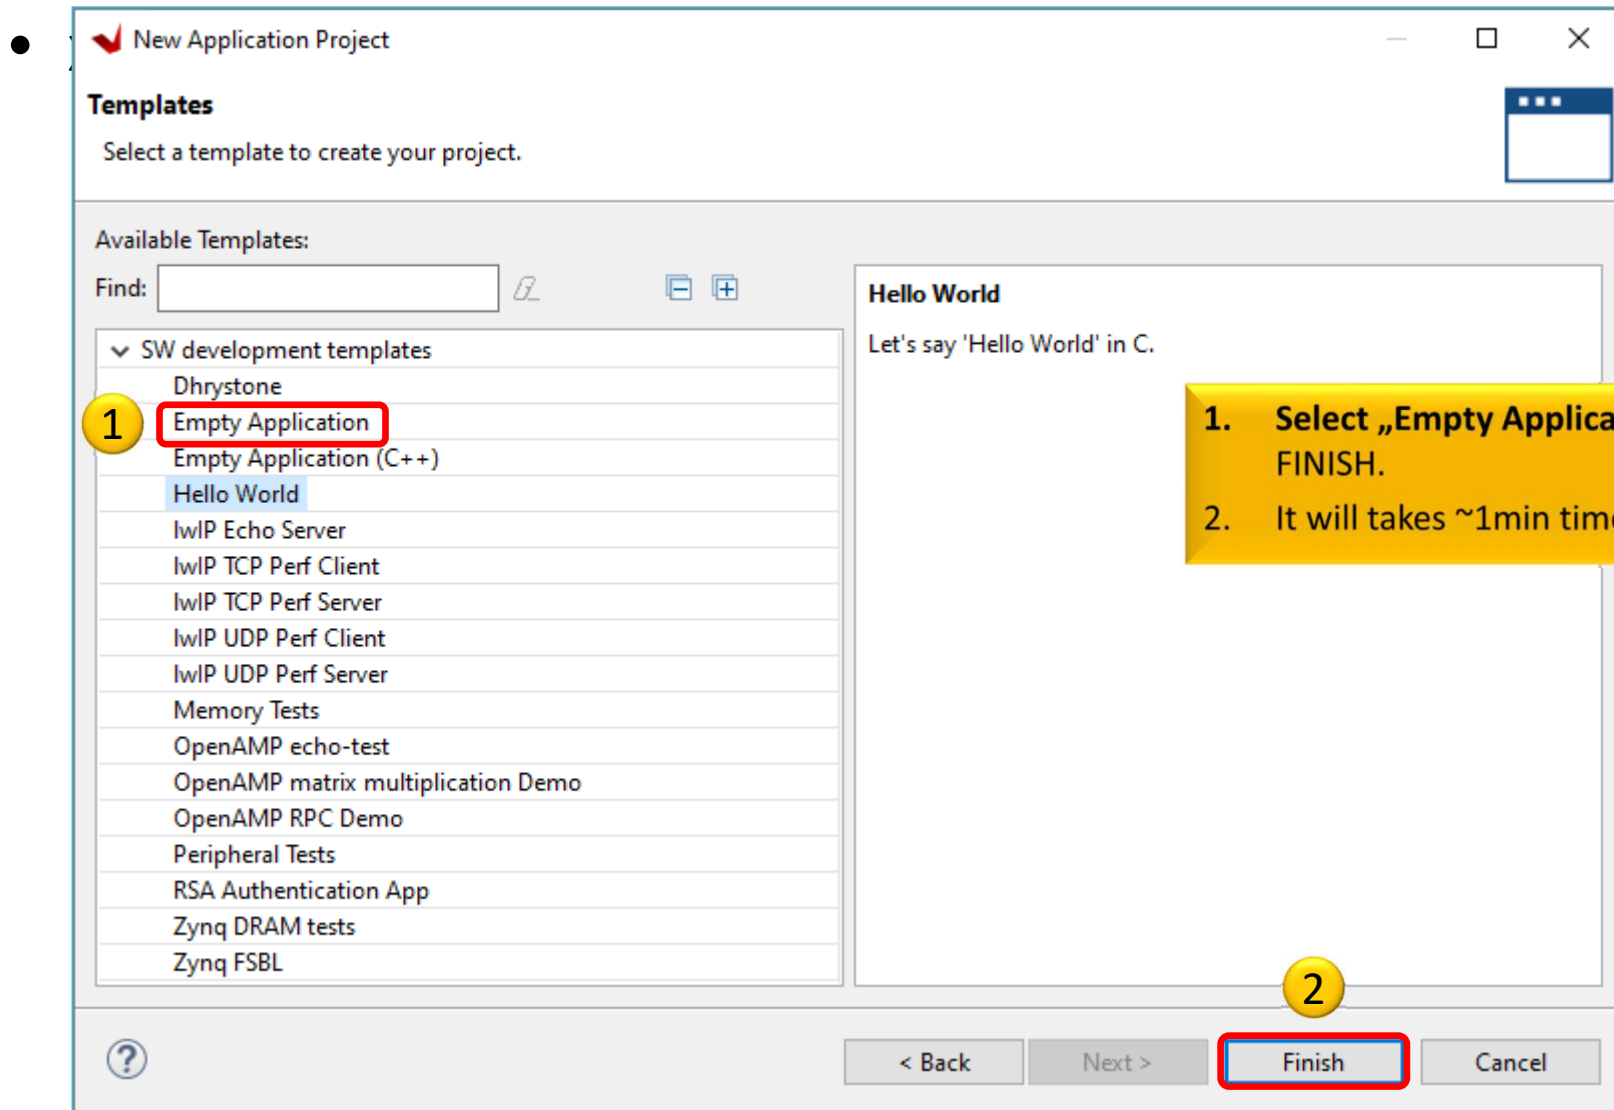 New Application Project
Templates
Select a template to create your project.
Available Templates:
Find:
SW development templates
Dhrystone
1
Empty Application
Empty Application (C++)
Hello World
lwIP Echo Server
lwIP TCP Perf Client
lwIP TCP Perf Server
lwIP UDP Perf Client
lwIP UDP Perf Server
Memory Tests
OpenAMP echo-test
OpenAMP matrix multiplication Demo
OpenAMP RPC Demo
Peripheral Tests
RSA Authentication App
Zynq DRAM tests
Zynq FSBL
Hello World
Let's say 'Hello World' in C.
1. Select „Empty
FINISH.
2. It will takes ~1min
2
?
< Back
Next >
Finish
Cancel